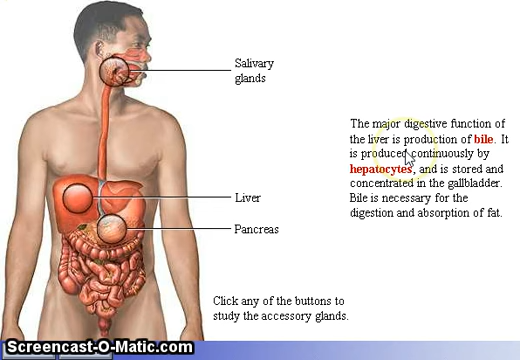 Salivary
glands
The major digestive function of
the liver is production of bile. It
is produced continuously by
hepatocytes, and is stored and
concentrated in the gallbladder.
Bile is necessary for the
digestion and absorption of fat.
Liver
Pancreas
Click any of the buttons to
study the accessory glands.
Screencast-O-Matic.com